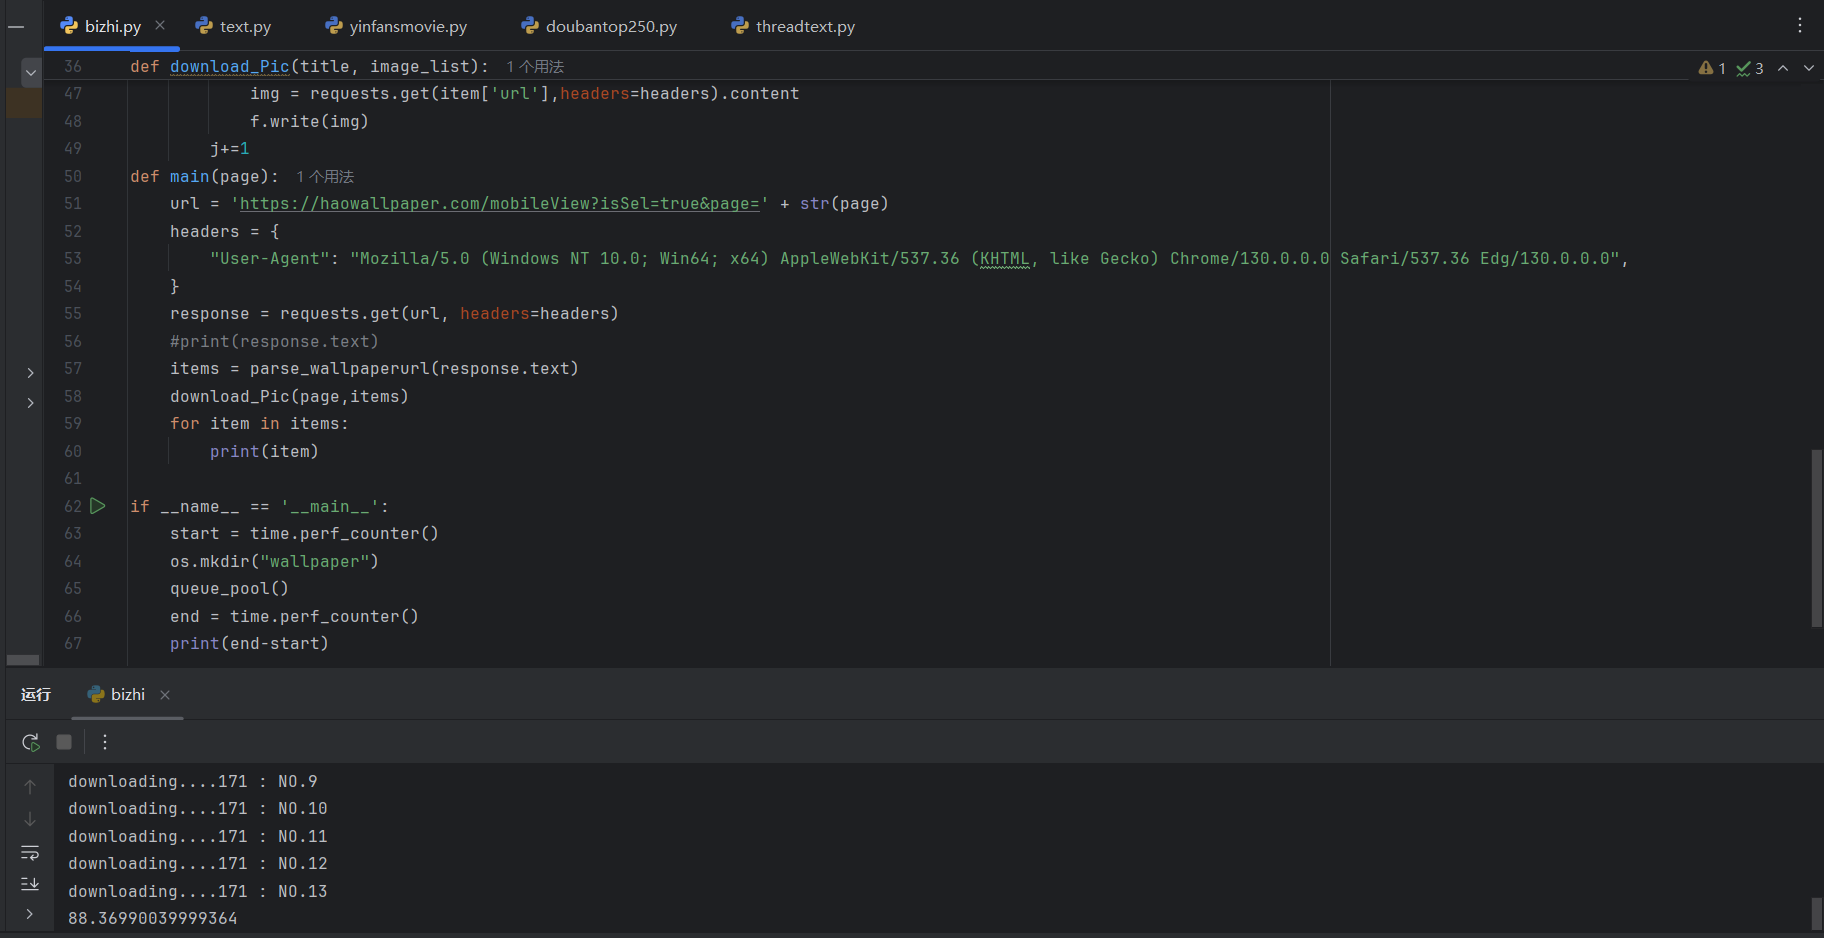 bizhi.py text.py yinfansmovie.py doubantop250.py threadtext.py
36 def download_Pic(title, image_list): 1 个用法 1 3
47 img = requests.get(item['url'],headers=headers).content
48 f.write(img)
49 j+=1
50 def main(page): 1 个用法
51 url = 'https://haowallpaper.com/mobileView?isSel=true&page=' + str(page)
52 headers = {
53 "User-Agent": "Mozilla/5.0 (Windows NT 10.0; Win64; x64) AppleWebKit/537.36 (KHTML, like Gecko) Chrome/130.0.0.0 Safari/537.36 Edg/130.0.0.0",
54 }
55 response = requests.get(url, headers=headers)
56 #print(response.text)
57 items = parse_wallpaperurl(response.text)
58 download_Pic(page,items)
59 for item in items:
60 print(item)
61
62 if __name__ == '__main__':
63 start = time.perf_counter()
64 os.mkdir("wallpaper")
65 queue_pool()
66 end = time.perf_counter()
67 print(end-start)
运行 bizhi
downloading....171 : NO.9
downloading....171 : NO.10
downloading....171 : NO.11
downloading....171 : NO.12
downloading....171 : NO.13
88.36990039999364